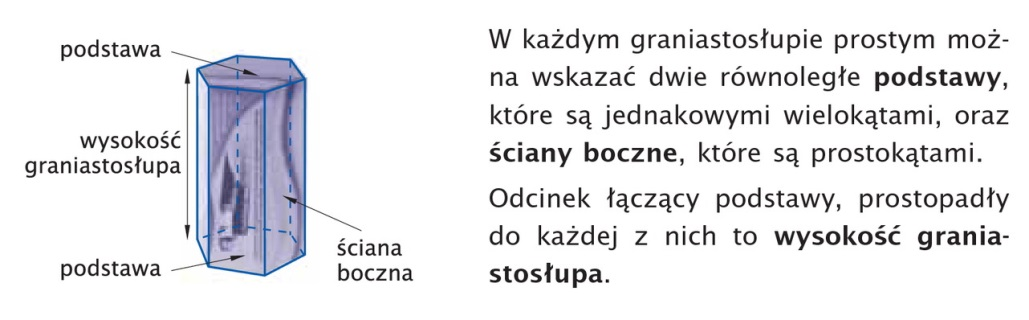 podstawa
wysokość
graniastosłupa
podstawa
ściana
boczna
W każdym graniastosłupie prostym moż-
na wskazać dwie równoległe podstawy,
które są jednakowymi wielokątami, oraz
ściany boczne, które są prostokątami.
Odcinek łączący podstawy, prostopadły
do każdej z nich to wysokość grania-
stosłupa.